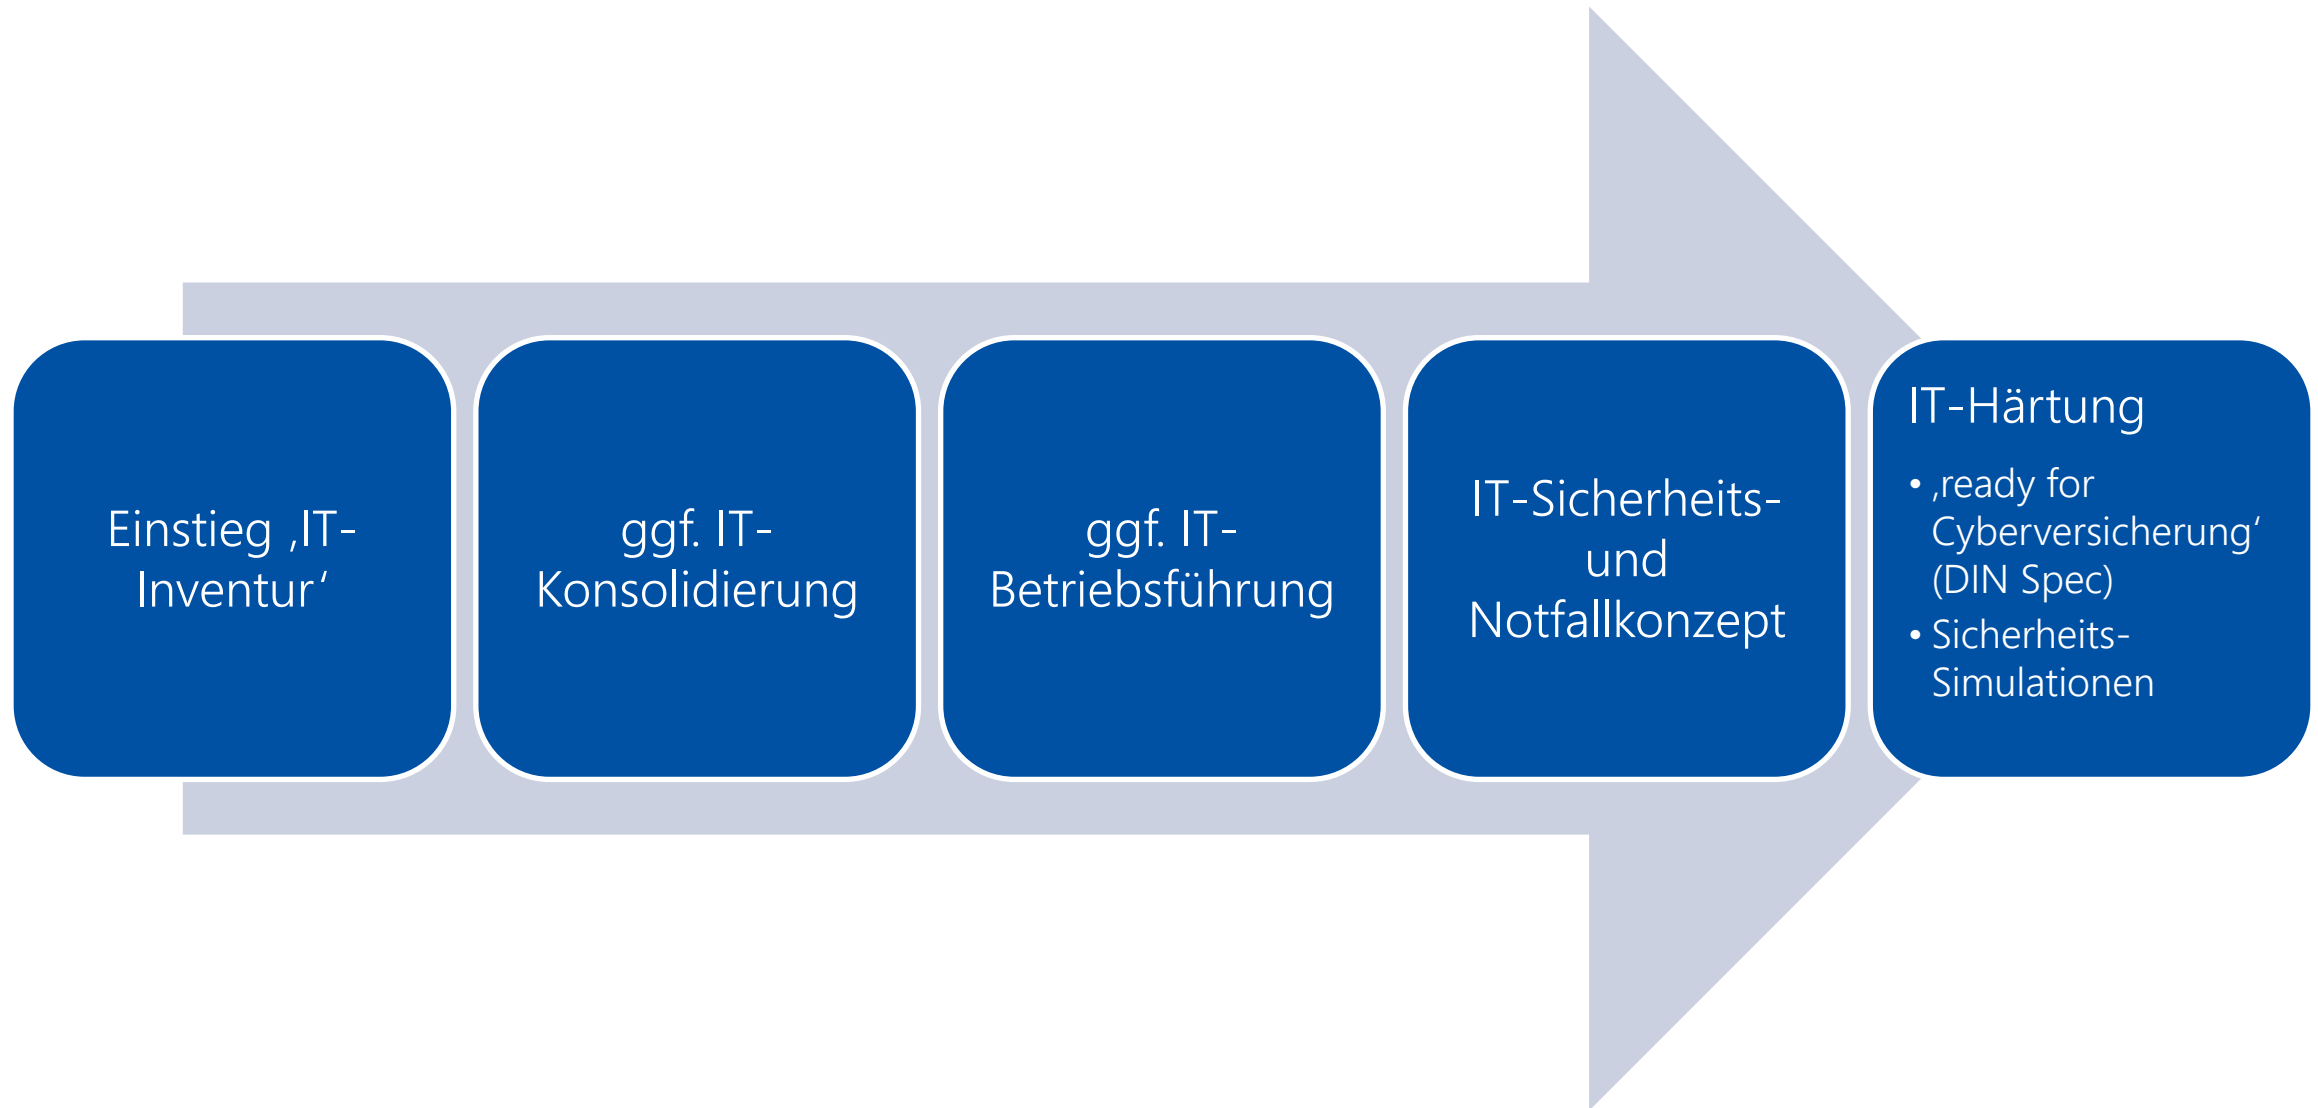 Einstieg ‚IT-
Inventur‘
ggf. IT-
Konsolidierung
ggf. IT-
Betriebsführung
IT-Sicherheits-
und
Notfallkonzept
IT-Härtung
• ‚ready for
Cyberversicherung‘
(DIN Spec)
• Sicherheits-
Simulationen